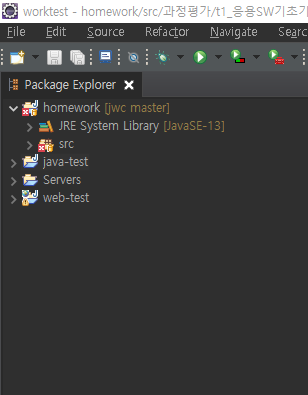 worktest - homework/src/과정평가/t1_응용SW기초기
File Edit Source Refactor Navigate Search
Package Explorer
homework [jwc master]
JRE System Library [JavaSE-13]
src
java-test
Servers
web-test